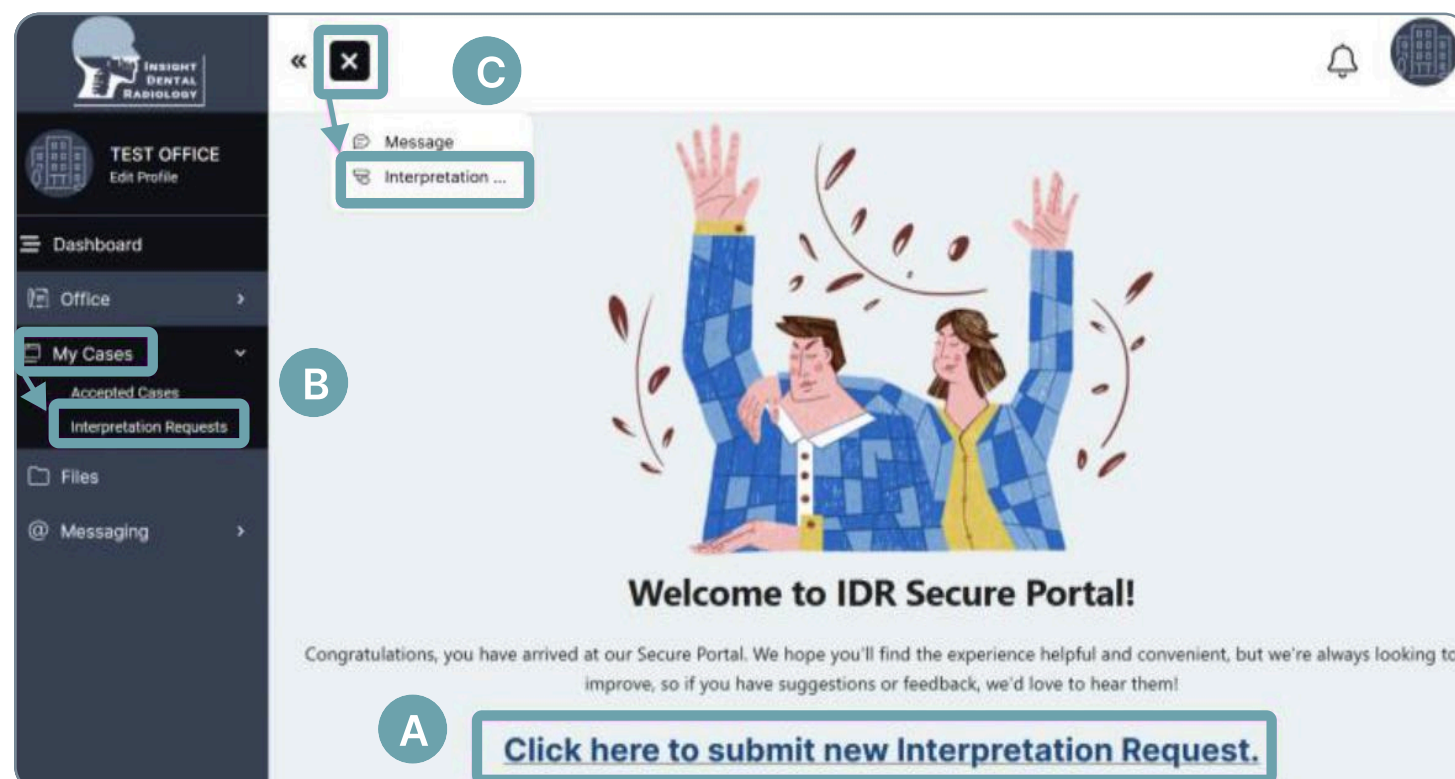 INSIGHT
DENTAL
RADIOLOGY
«
C
TEST OFFICE
Edit Profile
Message
Interpretation ...
Dashboard
Office
My Cases
B
Accepted Cases
Interpretation Requests
Files
@ Messaging
Welcome to IDR Secure Portal!
Congratulations, you have arrived at our Secure Portal. We hope you'll find the experience helpful and convenient, but we're always looking to
improve, so if you have suggestions or feedback, we'd love to hear them!
A
Click here to submit new Interpretation Request.